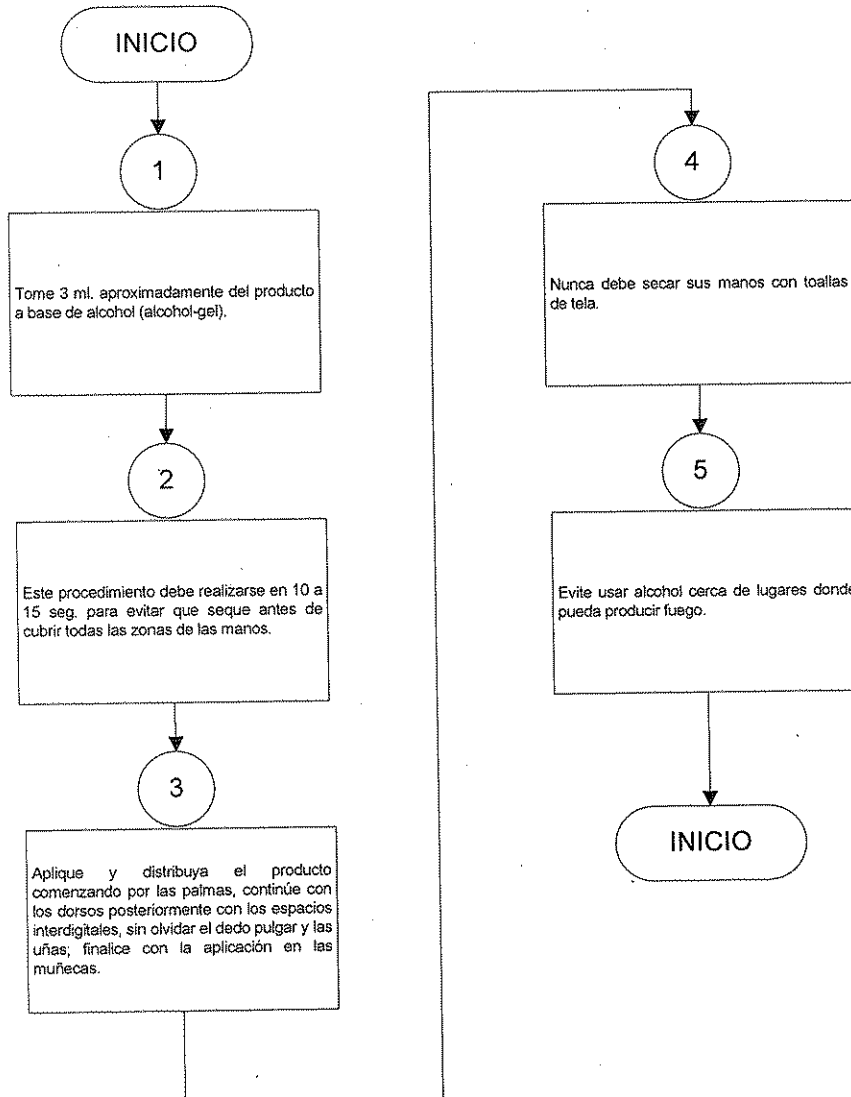 INICIO
1
Tome 3 ml. aproximadamente del producto
a base de alcohol (alcohol-gel).
2
Este procedimiento debe realizarse en 10 a
15 seg. para evitar que seque antes de
cubrir todas las zonas de las manos.
3
Aplique y distribuya el producto
comenzando por las palmas, continúe con
los dorsos posteriormente con los espacios
interdigitales, sin olvidar el dedo pulgar y las
uñas; finalice con la aplicación en las
muñecas.
4
Nunca debe secar sus manos con toallas
de tela.
5
Evite usar alcohol cerca de lugares donde
pueda producir fuego.
INICIO